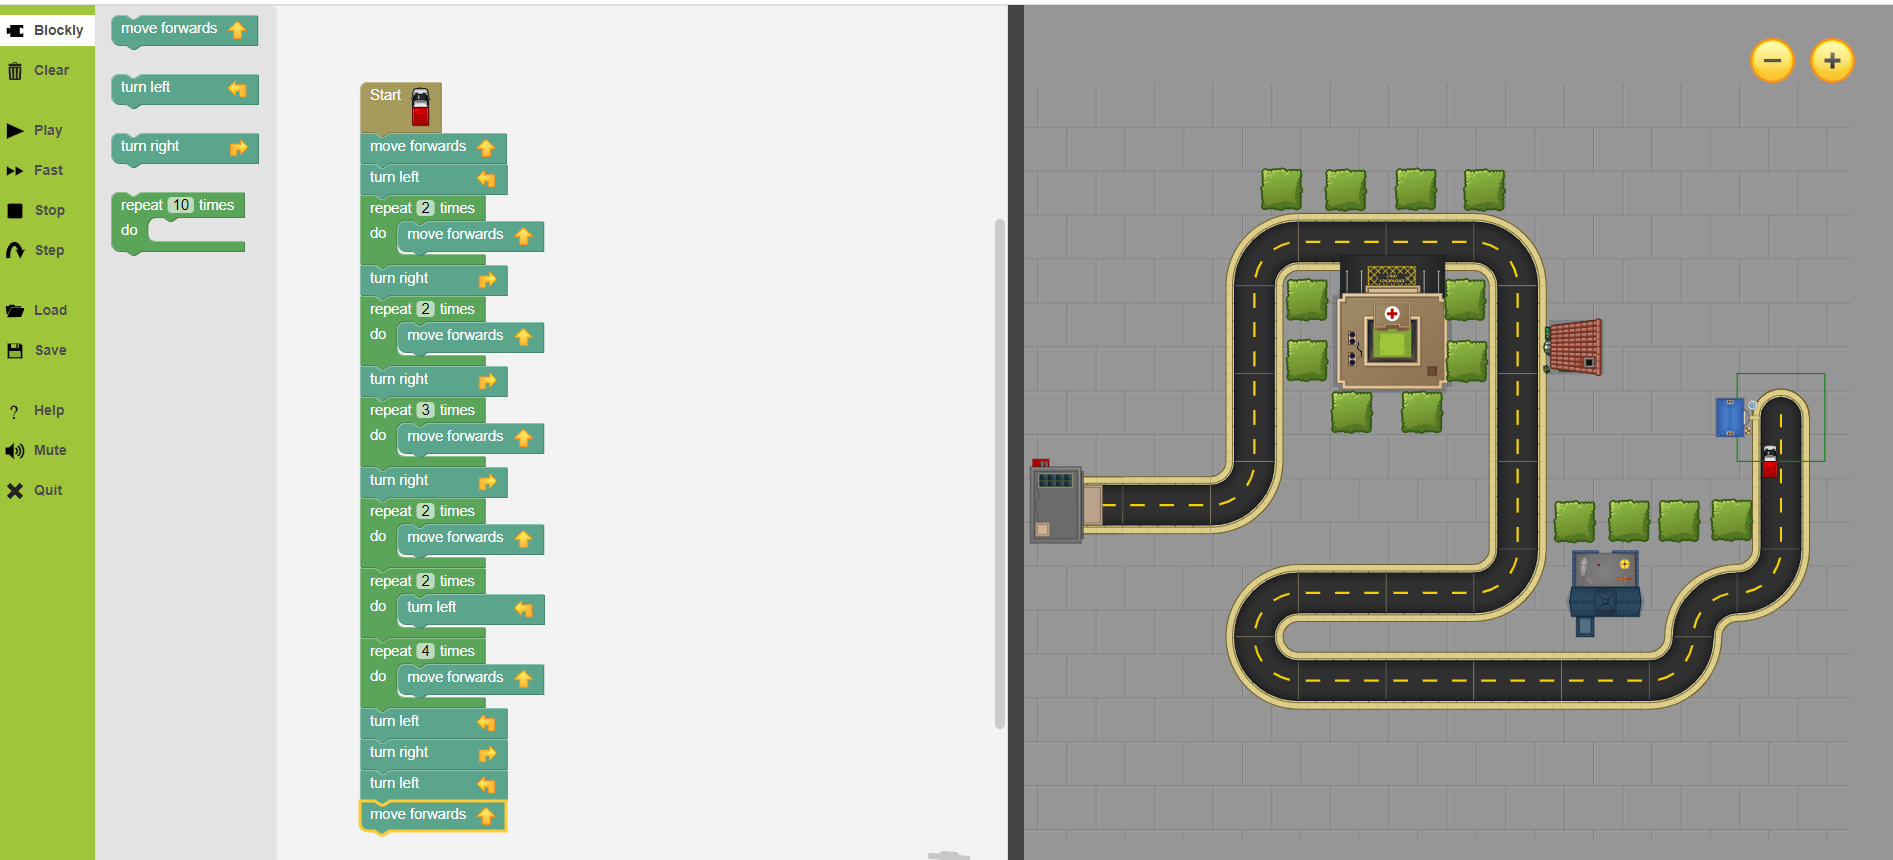 Blockly
Clear
Play
Fast
Stop
Step
Load
Save
? Help
Mute
Quit
move forwards
turn left
turn right
repeat 10 times
do
Start
move forwards
turn left
repeat 2 times
do move forwards
turn right
repeat 2 times
do move forwards
turn right
repeat 3 times
do move forwards
turn right
repeat 2 times
do move forwards
repeat 2 times
do turn left
repeat 4 times
do move forwards
turn left
turn right
turn left
move forwards